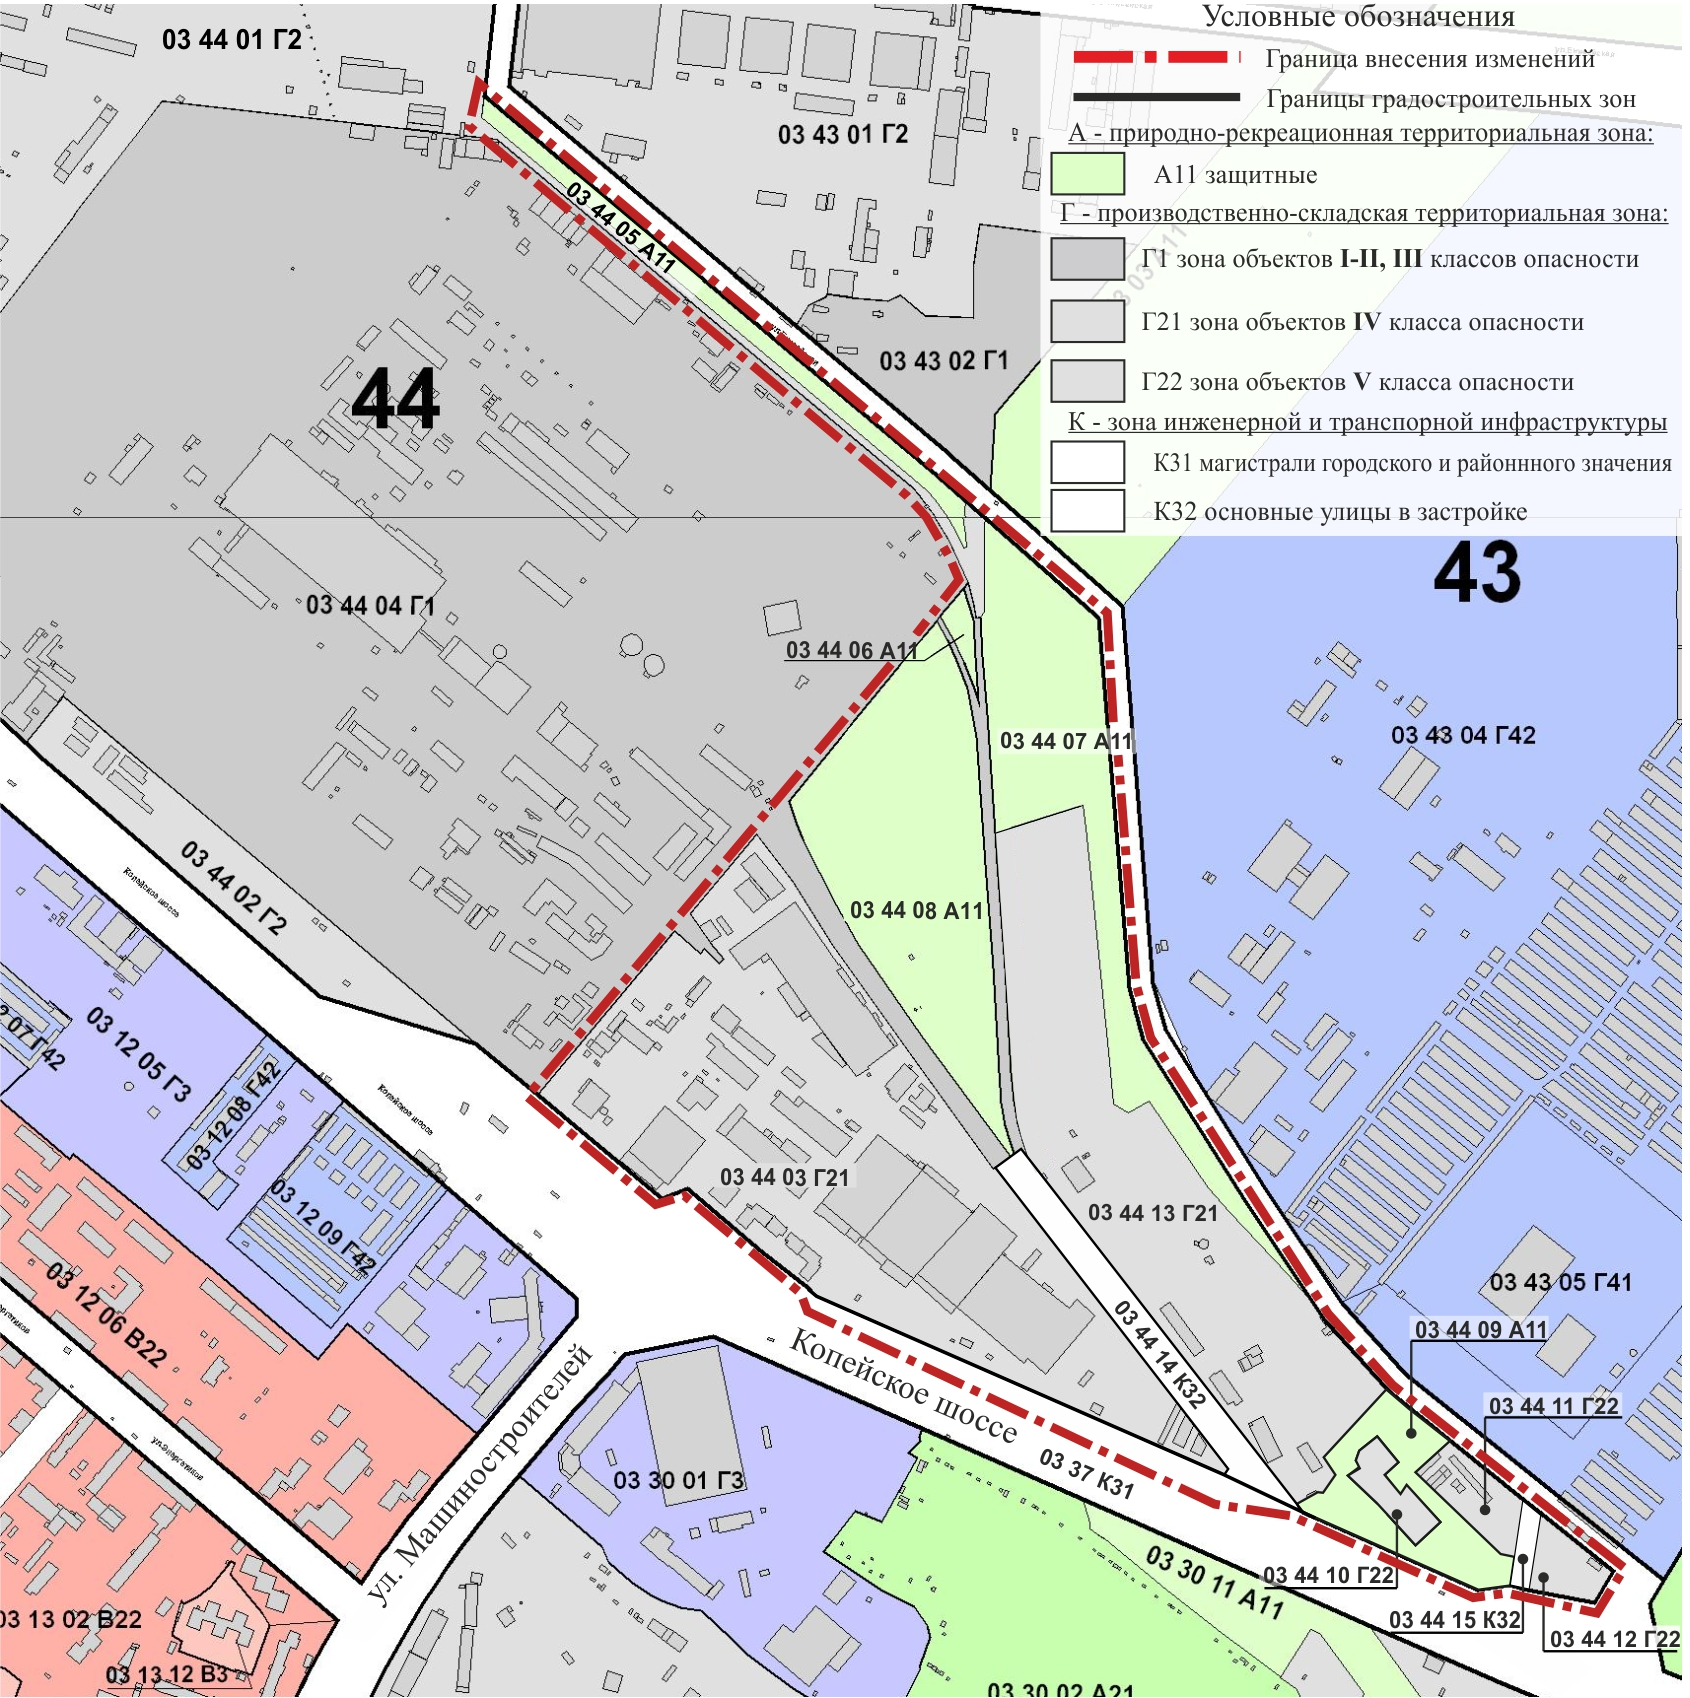 Условные обозначения
Граница внесения изменений
Границы градостроительных зон
А - природно-рекреационная территориальная зона:
А11 защитные
Г - производственно-складская территориальная зона:
Г1 зона объектов I-II, III классов опасности
Г21 зона объектов IV класса опасности
Г22 зона объектов V класса опасности
К - зона инженерной и транспорной инфраструктуры
К31 магистрали городского и районнного значения
К32 основные улицы в застройке
03 44 01 Г2
03 43 01 Г2
03 44 05 А11
03 43 02 Г1
44
43
03 44 04 Г1
03 44 06 А11
03 44 07 А11
03 43 04 Г42
03 44 02 Г2
Копейское шоссе
03 44 08 А11
03 12 05 Г3
03 12 08 Г42
Копейское шоссе
03 44 03 Г21
03 44 13 Г21
03 12 09 Г42
03 12 06 В22
03 43 05 Г41
03 44 09 А11
03 44 14 К32
Копейское шоссе
ул. Машиностроителей
03 44 11 Г22
03 37 К31
03 30 01 Г3
ул.Энергетиков
03 44 10 Г22
03 30 11 А11
03 44 15 К32
03 44 12 Г22
03 13 02 В22
03 13 12 В3
03 30 02 А21